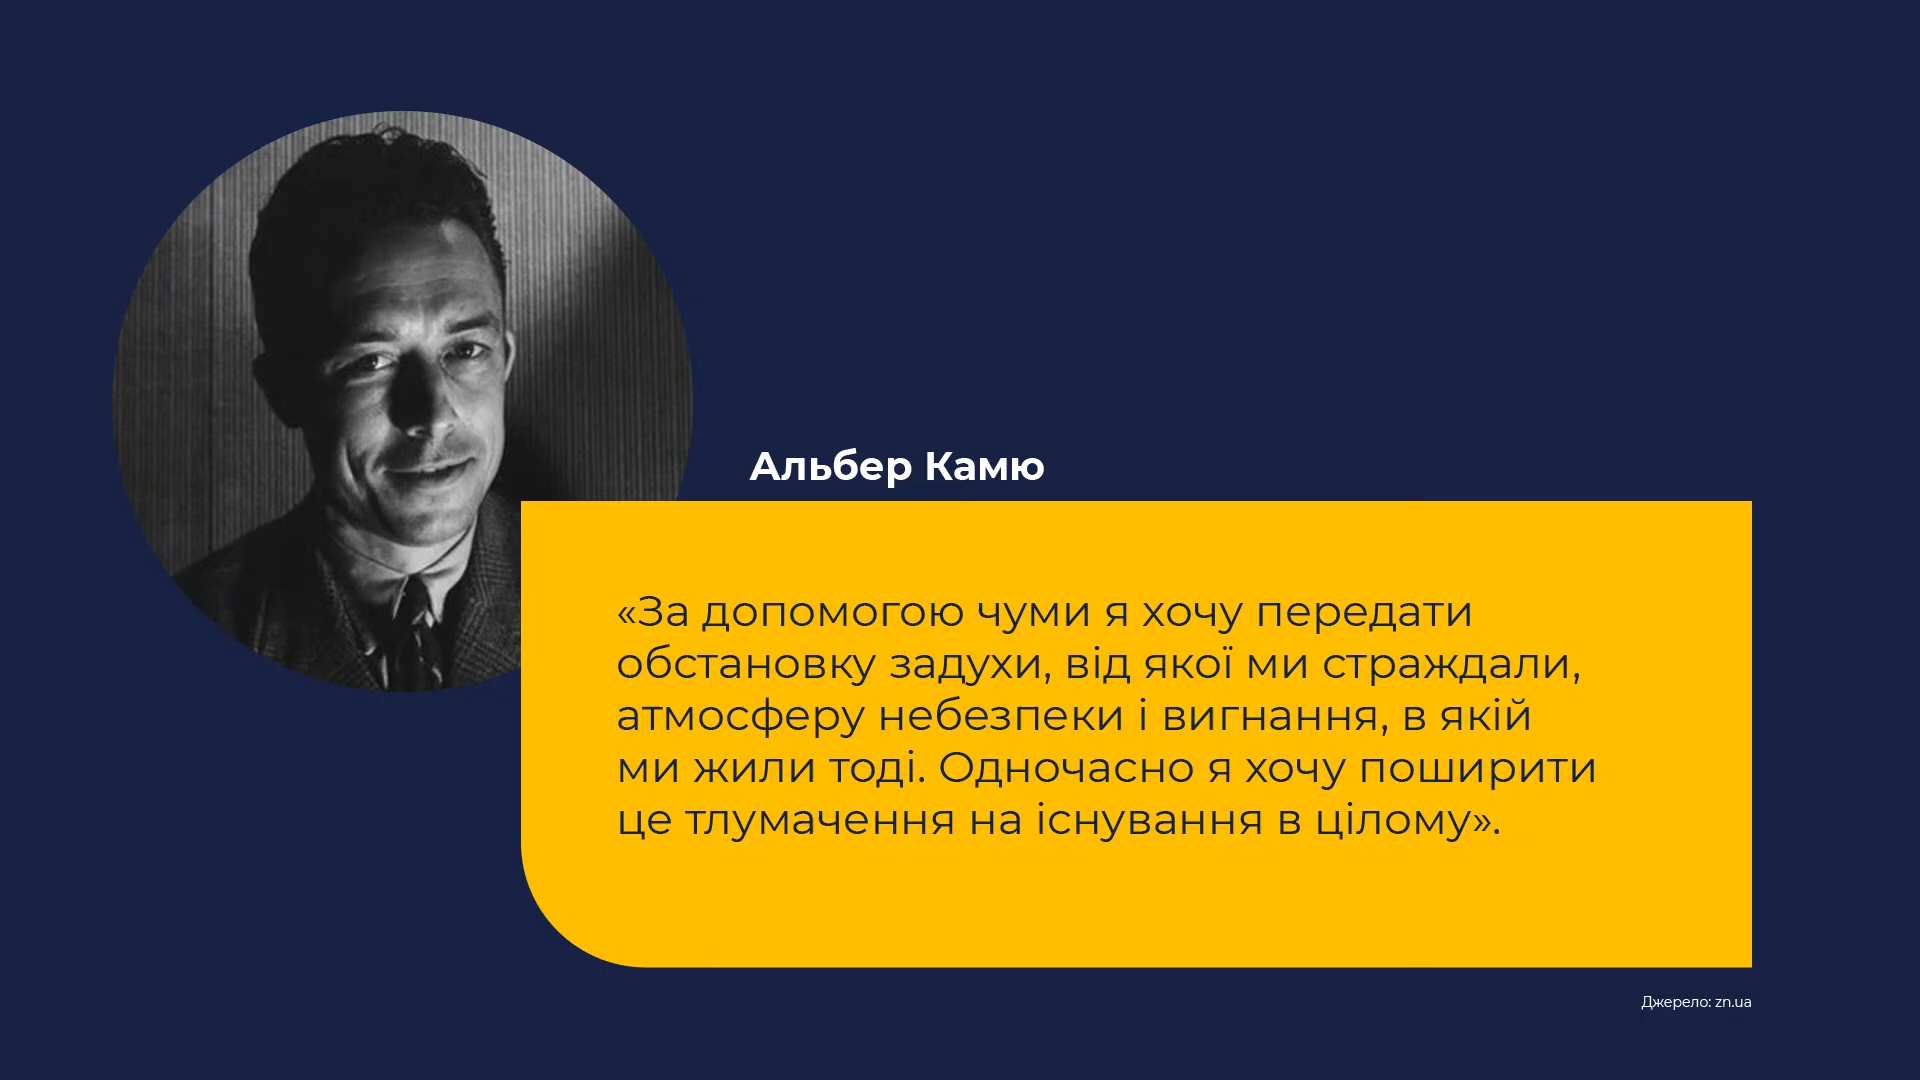 Альбер Камю
«За допомогою чуми я хочу передати
обстановку задухи, від якої ми страждали,
атмосферу небезпеки і вигнання, в якій
ми жили тоді. Одночасно я хочу поширити
це тлумачення на існування в цілому».
Джерело: zn.ua